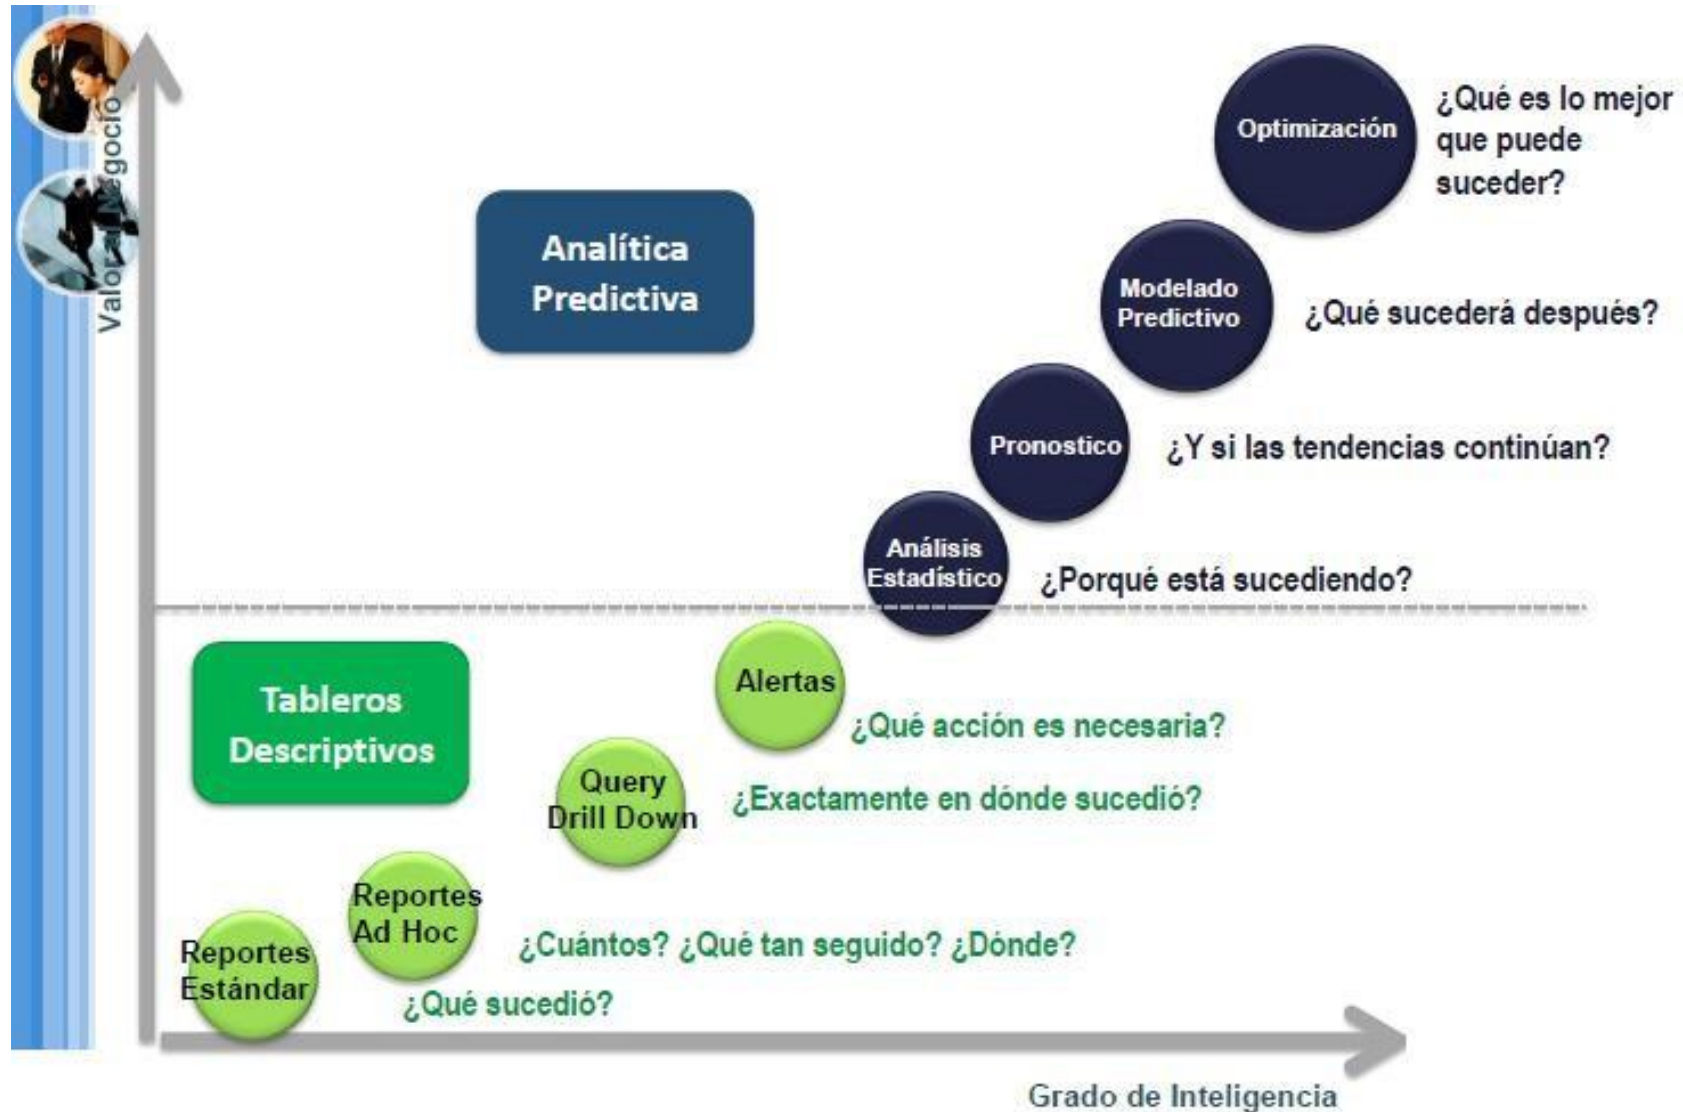 Valor al Negocio
Optimización
¿Qué es lo mejor
que puede
suceder?
Analítica
Predictiva
Modelado
Predictivo
¿Qué sucederá después?
Pronostico
¿Y si las tendencias continúan?
Análisis
Estadístico
¿Porqué está sucediendo?
Tableros
Descriptivos
Alertas
¿Qué acción es necesaria?
Query
Drill Down
¿Exactamente en dónde sucedió?
Reportes
Ad Hoc
¿Cuántos? ¿Qué tan seguido? ¿Dónde?
Reportes
Estándar
¿Qué sucedió?
Grado de Inteligencia